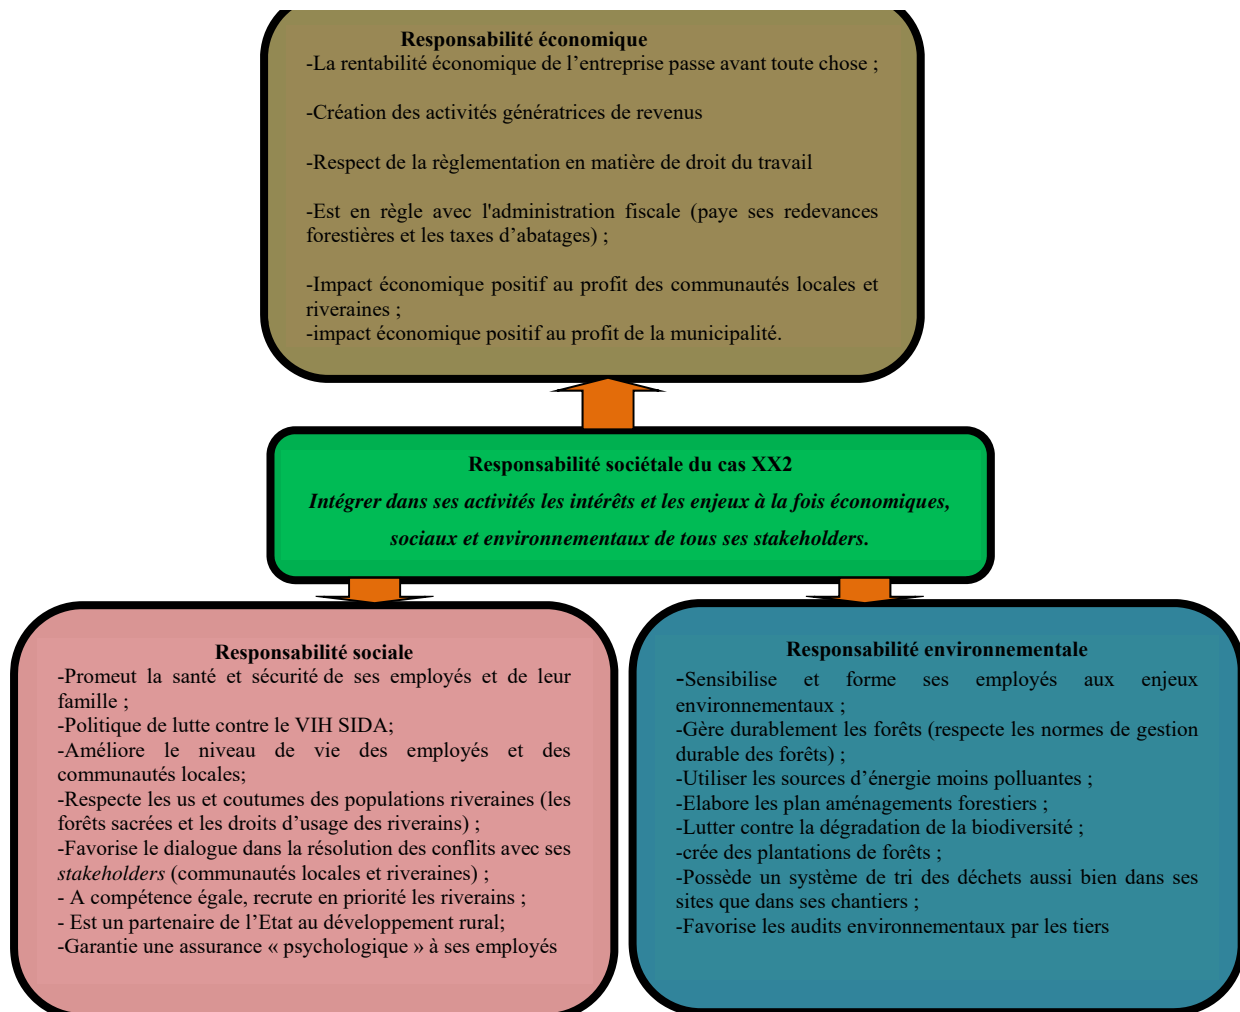 Responsabilité économique
-La rentabilité économique de l’entreprise passe avant toute chose ;
-Création des activités génératrices de revenus
-Respect de la règlementation en matière de droit du travail
-Est en règle avec l'administration fiscale (paye ses redevances
forestières et les taxes d’abatages) ;
-Impact économique positif au profit des communautés locales et
riveraines ;
-impact économique positif au profit de la municipalité.
Responsabilité sociétale du cas XX2
Intégrer dans ses activités les intérêts et les enjeux à la fois économiques,
sociaux et environnementaux de tous ses stakeholders.
Responsabilité sociale
-Promeut la santé et sécurité de ses employés et de leur
famille ;
-Politique de lutte contre le VIH SIDA;
-Améliore le niveau de vie des employés et des
communautés locales;
-Respecte les us et coutumes des populations riveraines (les
forêts sacrées et les droits d’usage des riverains) ;
-Favorise le dialogue dans la résolution des conflits avec ses
stakeholders (communautés locales et riveraines) ;
- A compétence égale, recrute en priorité les riverains ;
- Est un partenaire de l’Etat au développement rural;
-Garantie une assurance « psychologique » à ses employés
Responsabilité environnementale
-Sensibilise et forme ses employés aux enjeux
environnementaux ;
-Gère durablement les forêts (respecte les normes de gestion
durable des forêts) ;
-Utiliser les sources d’énergie moins polluantes ;
-Elabore les plan aménagements forestiers ;
-Lutter contre la dégradation de la biodiversité ;
-crée des plantations de forêts ;
-Possède un système de tri des déchets aussi bien dans ses
sites que dans ses chantiers ;
-Favorise les audits environnementaux par les tiers